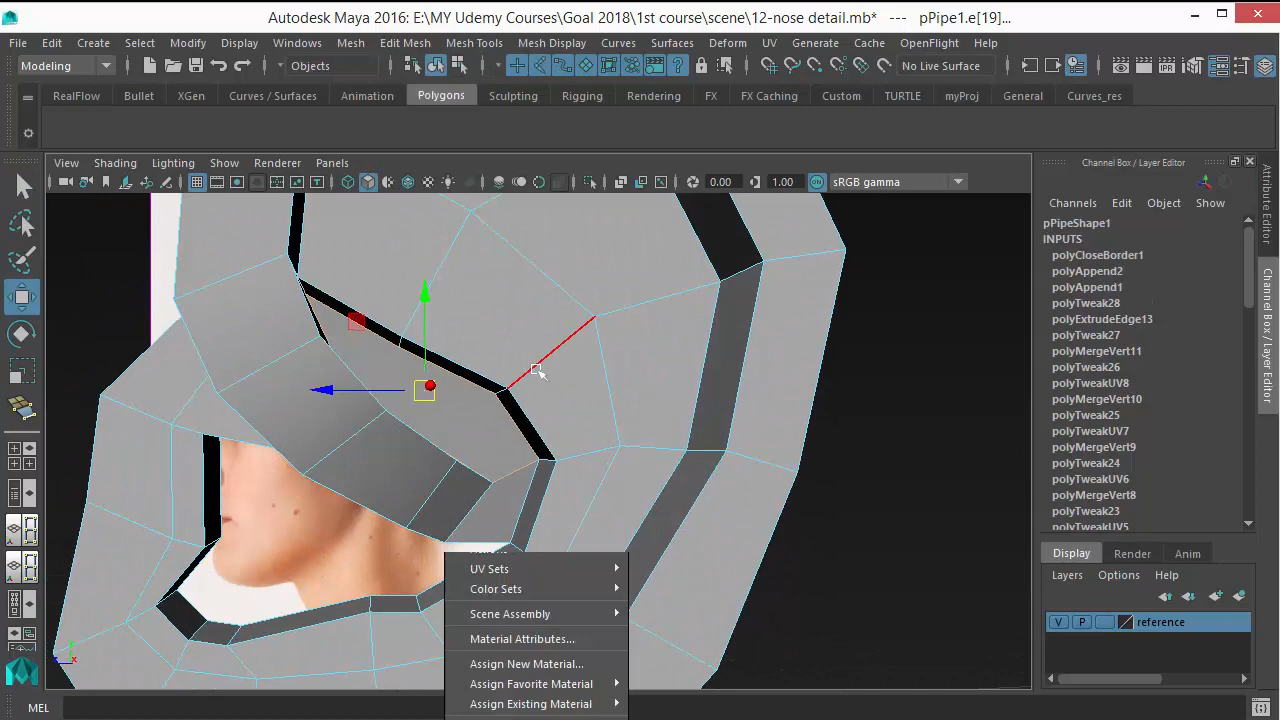 Autodesk Maya 2016: E:\MY Udemy Courses\Goal 2018\1st course\scene\12-nose detail.mb* --- pPipe1.e[19]...
File Edit Create Select Modify Display Windows Mesh Edit Mesh Mesh Tools Mesh Display Curves Surfaces Deform UV Generate Cache OpenFlight Help
Modeling Objects No Live Surface
RealFlow Bullet XGen Curves / Surfaces Animation Polygons Sculpting Rigging Rendering FX FX Caching Custom TURTLE myProj General Curves_res
View Shading Lighting Show Renderer Panels
0.00 1.00 sRGB gamma
Channel Box / Layer Editor
Channels Edit Object Show
pPipeShape1
INPUTS
polyCloseBorder1
polyAppend2
polyAppend1
polyTweak28
polyExtrudeEdge13
polyTweak27
polyMergeVert11
polyTweak26
polyTweakUV8
polyMergeVert10
polyTweak25
polyTweakUV7
polyMergeVert9
polyTweak24
polyTweakUV6
polyMergeVert8
polyTweak23
polyTweakUV5
Attribute Editor
Channel Box / Layer Editor
Display Render Anim
Layers Options Help
V P reference
UV Sets
Color Sets
Scene Assembly
Material Attributes...
Assign New Material...
Assign Favorite Material
Assign Existing Material
MEL